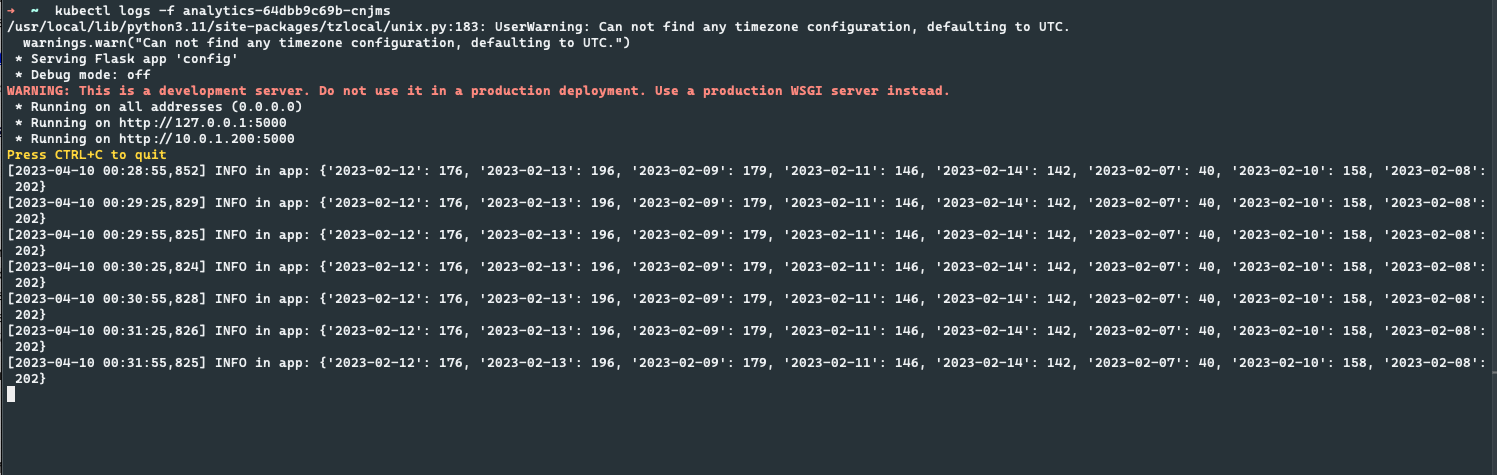 → ~ kubectl logs -f analytics-64dbb9c69b-cnjms
/usr/local/lib/python3.11/site-packages/tzlocal/unix.py:183: UserWarning: Can not find any timezone configuration, defaulting to UTC.
  warnings.warn("Can not find any timezone configuration, defaulting to UTC.")
 * Serving Flask app 'config'
 * Debug mode: off
WARNING: This is a development server. Do not use it in a production deployment. Use a production WSGI server instead.
 * Running on all addresses (0.0.0.0)
 * Running on http://127.0.0.1:5000
 * Running on http://10.0.1.200:5000
Press CTRL+C to quit
[2023-04-10 00:28:55,852] INFO in app: {'2023-02-12': 176, '2023-02-13': 196, '2023-02-09': 179, '2023-02-11': 146, '2023-02-14': 142, '2023-02-07': 40, '2023-02-10': 158, '2023-02-08':
 202}
[2023-04-10 00:29:25,829] INFO in app: {'2023-02-12': 176, '2023-02-13': 196, '2023-02-09': 179, '2023-02-11': 146, '2023-02-14': 142, '2023-02-07': 40, '2023-02-10': 158, '2023-02-08':
 202}
[2023-04-10 00:29:55,825] INFO in app: {'2023-02-12': 176, '2023-02-13': 196, '2023-02-09': 179, '2023-02-11': 146, '2023-02-14': 142, '2023-02-07': 40, '2023-02-10': 158, '2023-02-08':
 202}
[2023-04-10 00:30:25,824] INFO in app: {'2023-02-12': 176, '2023-02-13': 196, '2023-02-09': 179, '2023-02-11': 146, '2023-02-14': 142, '2023-02-07': 40, '2023-02-10': 158, '2023-02-08':
 202}
[2023-04-10 00:30:55,828] INFO in app: {'2023-02-12': 176, '2023-02-13': 196, '2023-02-09': 179, '2023-02-11': 146, '2023-02-14': 142, '2023-02-07': 40, '2023-02-10': 158, '2023-02-08':
 202}
[2023-04-10 00:31:25,826] INFO in app: {'2023-02-12': 176, '2023-02-13': 196, '2023-02-09': 179, '2023-02-11': 146, '2023-02-14': 142, '2023-02-07': 40, '2023-02-10': 158, '2023-02-08':
 202}
[2023-04-10 00:31:55,825] INFO in app: {'2023-02-12': 176, '2023-02-13': 196, '2023-02-09': 179, '2023-02-11': 146, '2023-02-14': 142, '2023-02-07': 40, '2023-02-10': 158, '2023-02-08':
 202}